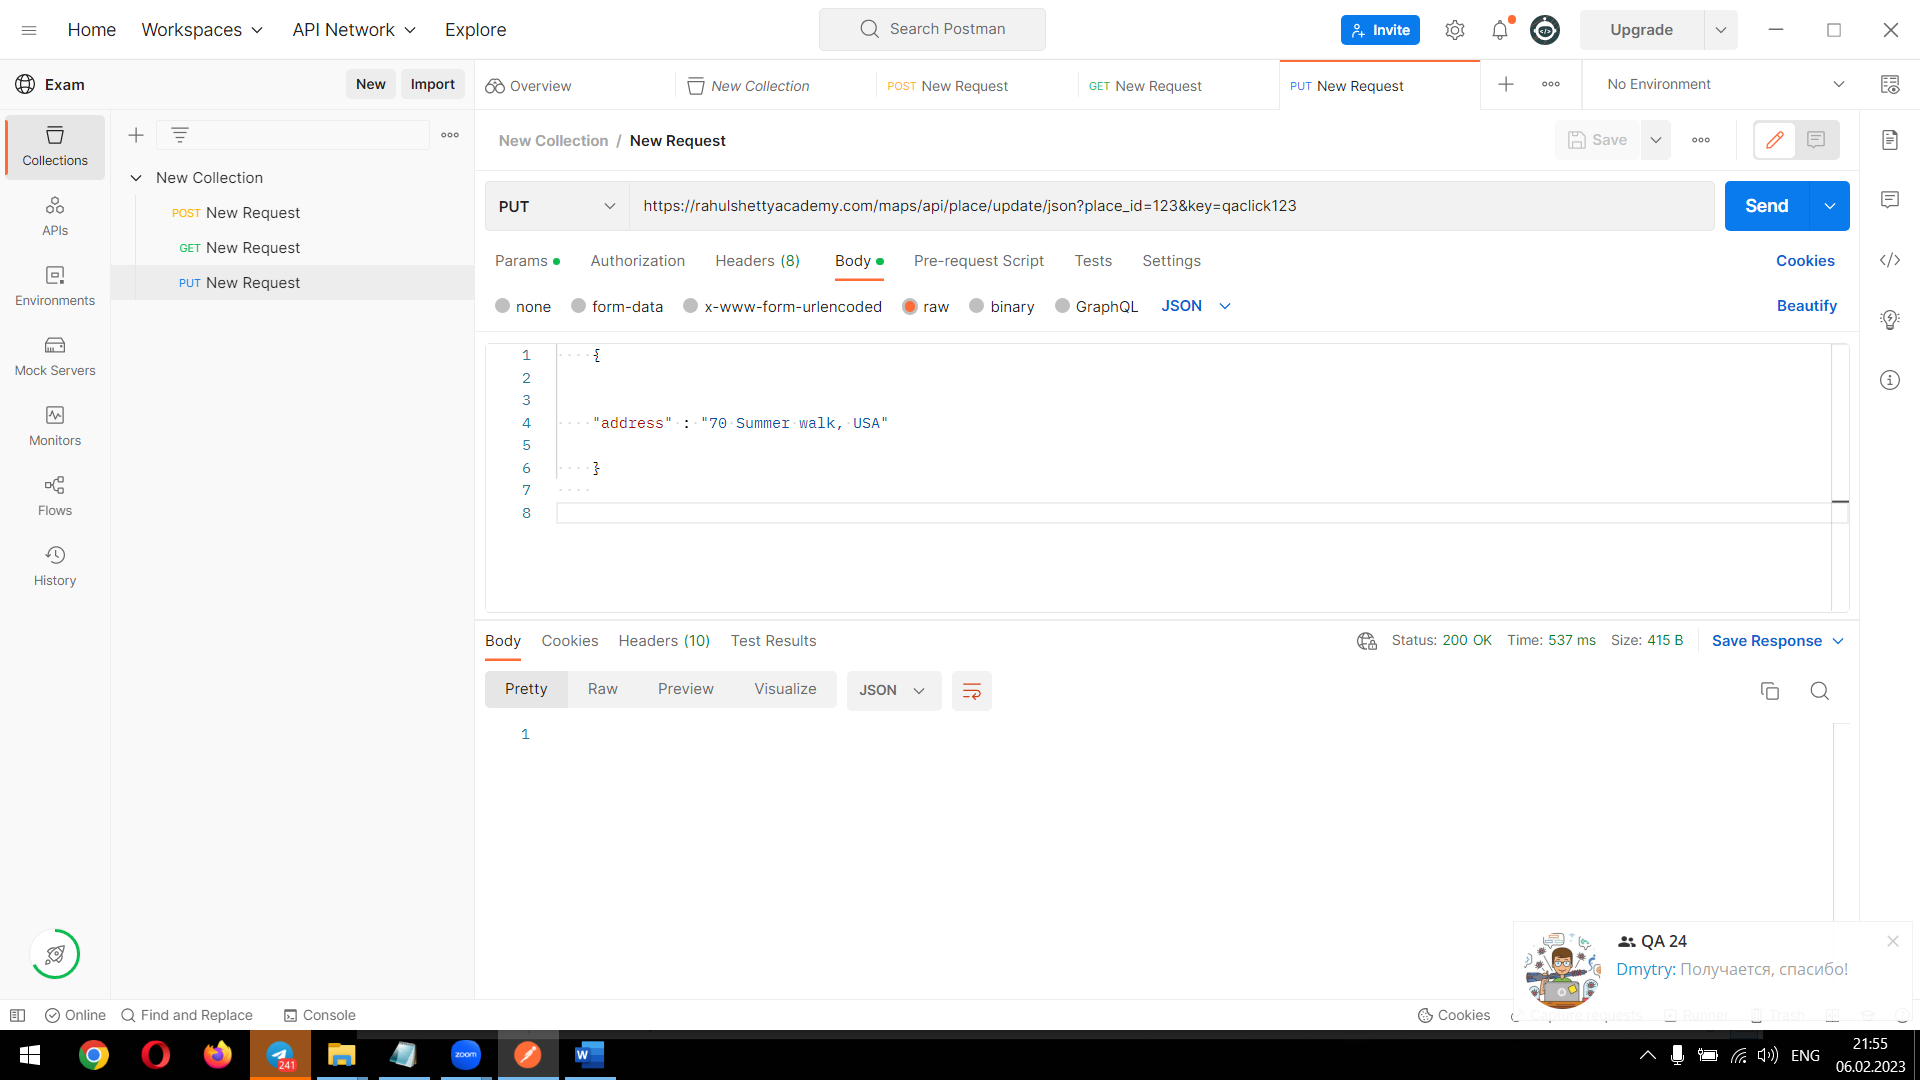 Home Workspaces API Network Explore Search Postman Invite Upgrade
Exam New Import Overview New Collection POST New Request GET New Request PUT New Request No Environment
New Collection / New Request Save
Collections
New Collection
POST New Request
GET New Request
PUT New Request
APIs
Environments
Mock Servers
Monitors
Flows
History
PUT https://rahulshettyacademy.com/maps/api/place/update/json?place_id=123&key=qaclick123 Send
Params Authorization Headers (8) Body Pre-request Script Tests Settings Cookies
none form-data x-www-form-urlencoded raw binary GraphQL JSON Beautify
1 {
2
3
4 "address" : "70 Summer walk, USA"
5
6 }
7
8
Body Cookies Headers (10) Test Results Status: 200 OK Time: 537 ms Size: 415 B Save Response
Pretty Raw Preview Visualize JSON
1
QA 24
Dmytry: Получается, спасибо!
Online Find and Replace Console Cookies Capture requests Runner Trash
241 zoom W ENG 21:55
06.02.2023